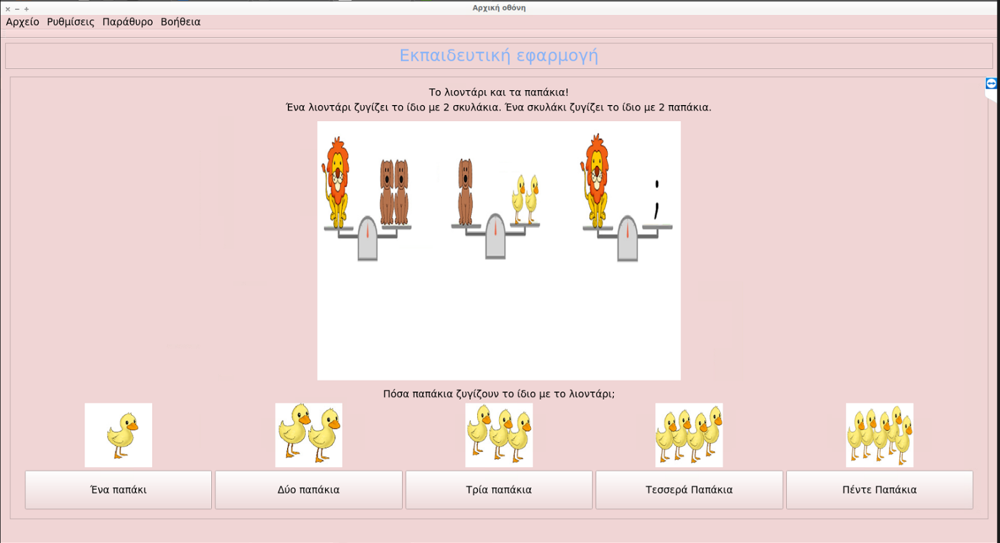 Αρχική οθόνη
Αρχείο Ρυθμίσεις Παράθυρο Βοήθεια
Εκπαιδευτική εφαρμογή
Το λιοντάρι και τα παπάκια!
Ένα λιοντάρι ζυγίζει το ίδιο με 2 σκυλάκια. Ένα σκυλάκι ζυγίζει το ίδιο με 2 παπάκια.
;
Πόσα παπάκια ζυγίζουν το ίδιο με το λιοντάρι;
Ένα παπάκι Δύο παπάκια Τρία παπάκια Τεσσερά Παπάκια Πέντε Παπάκια